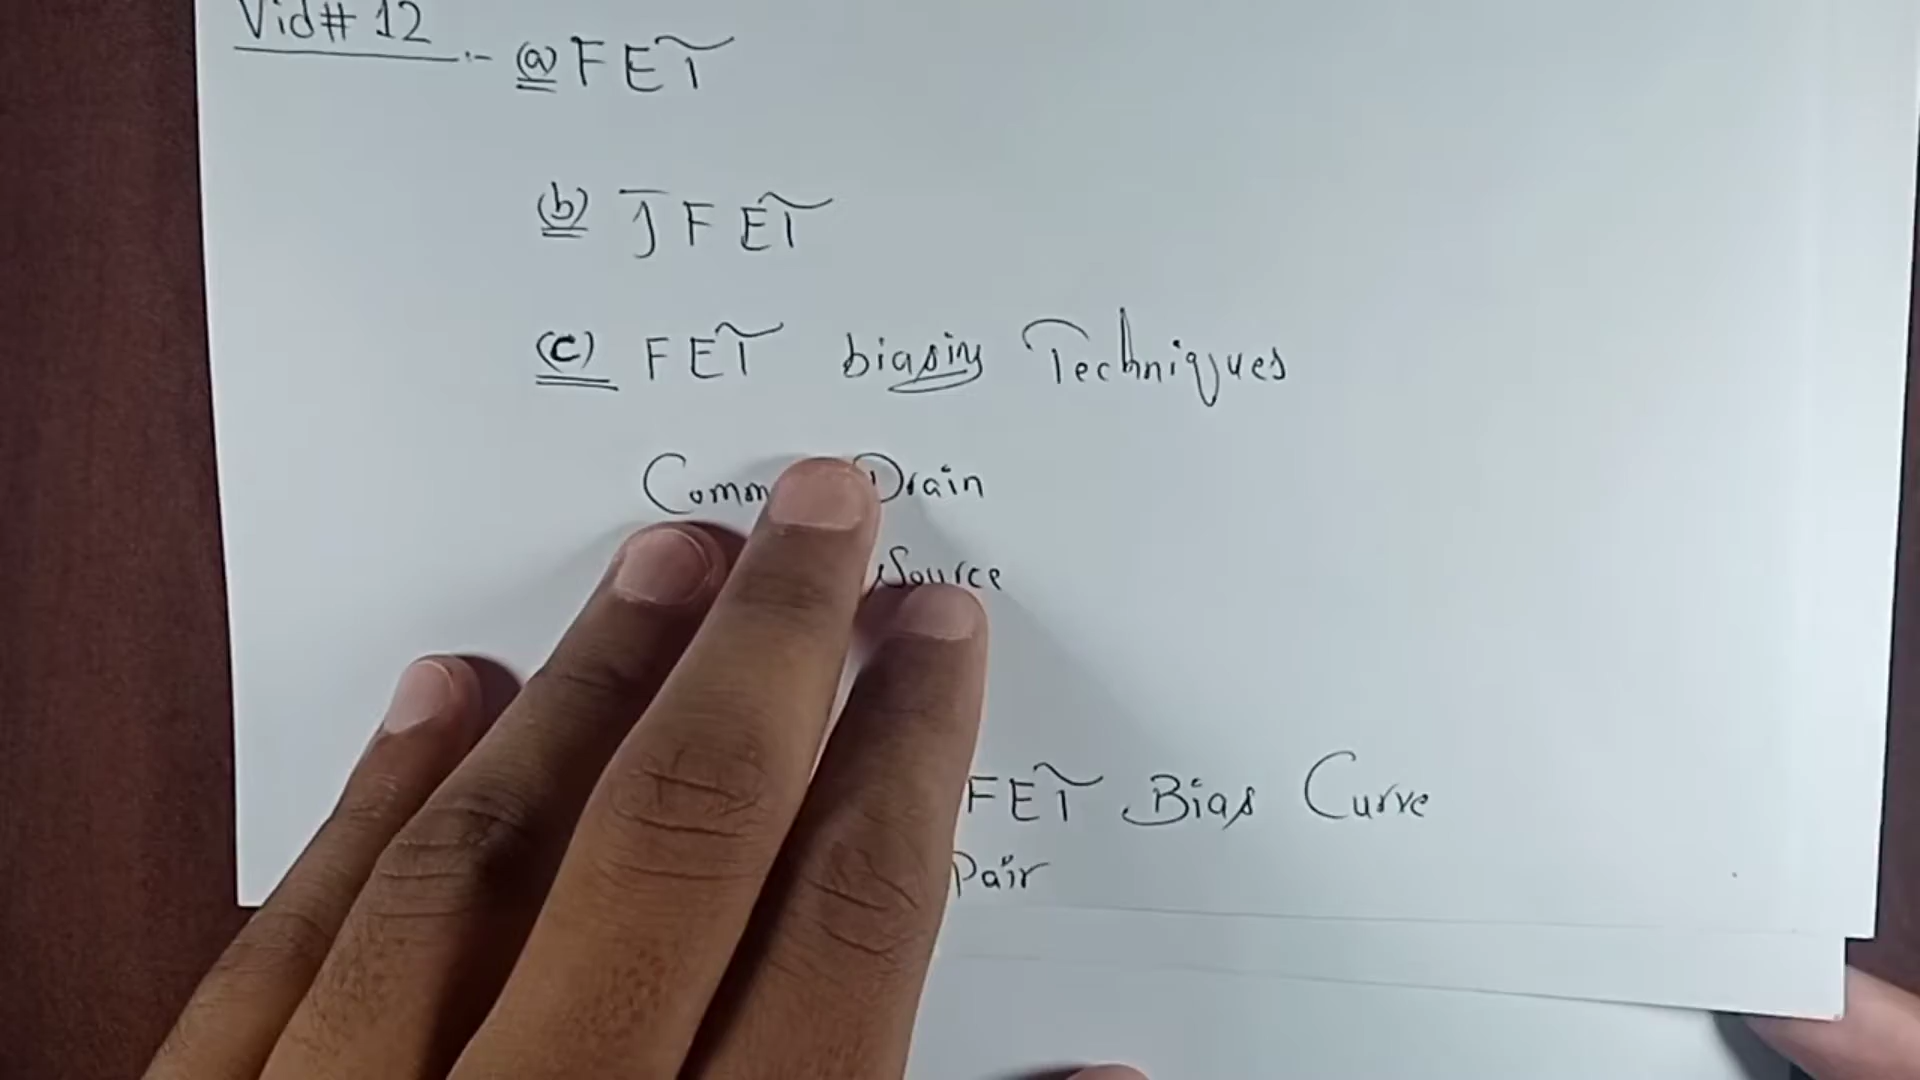 Vid# 12 :- (a) FET
(b) JFET
(c) FET biasing Techniques
Drain
Source
FET Bias Curve
Pair